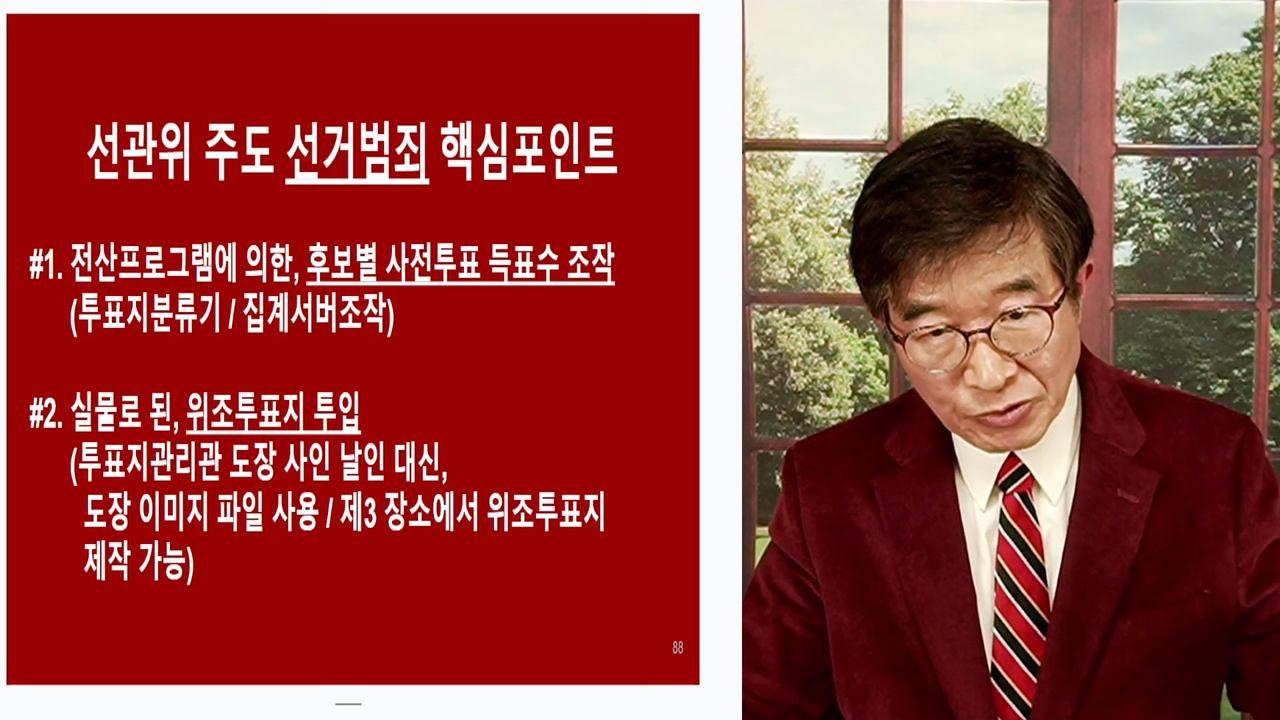 선관위 주도 선거범죄 핵심포인트
#1. 전산프로그램에 의한, 후보별 사전투표 득표수 조작
(투표지분류기 / 집계서버조작)
#2. 실물로 된, 위조투표지 투입
(투표지관리관 도장 사인 날인 대신,
도장 이미지 파일 사용 / 제3 장소에서 위조투표지
제작 가능)
88